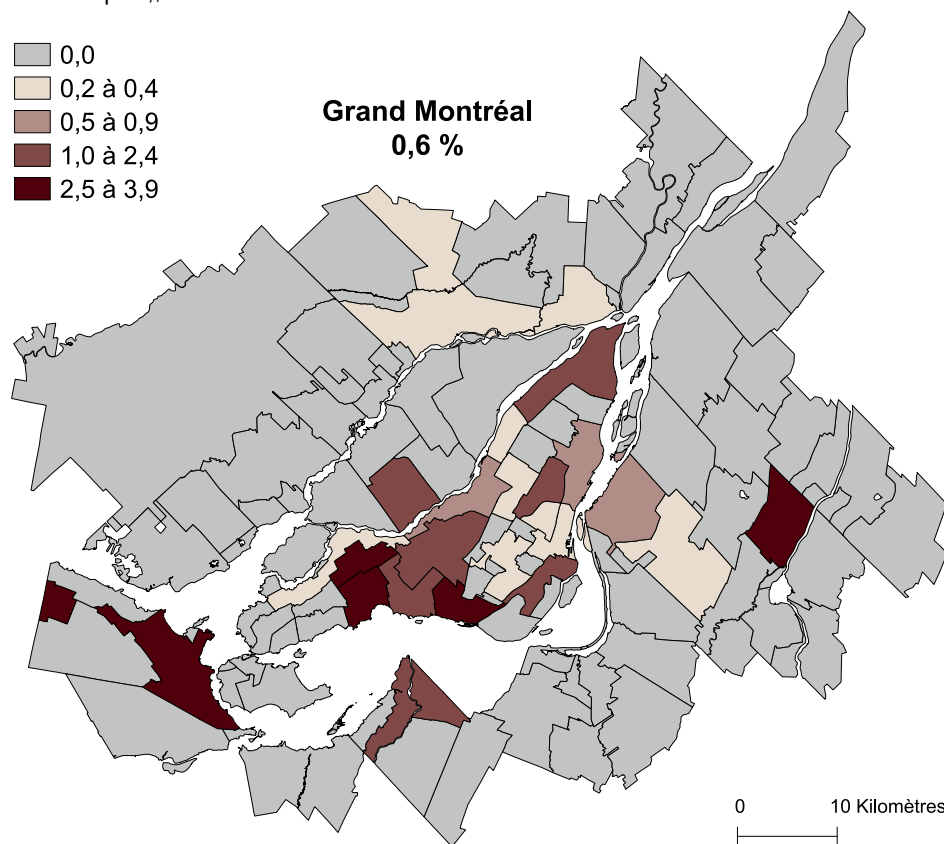 0,0
0,2 à 0,4
0,5 à 0,9
1,0 à 2,4
2,5 à 3,9
Grand Montréal
0,6 %
0 10 Kilomètres